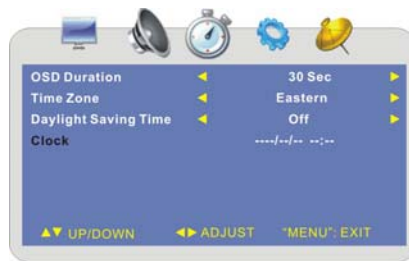 OSD Duration ◀ 30 Sec ▶
Time Zone ◀ Eastern ▶
Daylight Saving Time ◀ Off ▶
Clock ----/--/-- --:--
▲▼ UP/DOWN ◀▶ ADJUST "MENU": EXIT